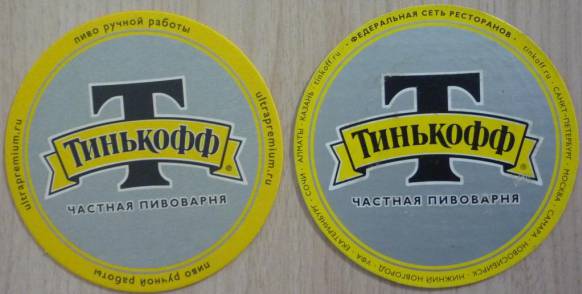 пиво ручной работы
ultrapremium.ru
ultrapremium.ru
Т
ТИНЬКОФФ
®
ЧАСТНАЯ ПИВОВАРНЯ
пиво ручной работы
- ФЕДЕРАЛЬНАЯ СЕТЬ РЕСТОРАНОВ -
tinkoff.ru · САНКТ-ПЕТЕРБУРГ · МОСКВА · САМАРА · НОВОСИБИРСК · НИЖНИЙ НОВГОРОД · УФА · ЕКАТЕРИНБУРГ · СОЧИ · АЛМАТЫ · КАЗАНЬ · tinkoff.ru
Т
ТИНЬКОФФ
®
ЧАСТНАЯ ПИВОВАРНЯ